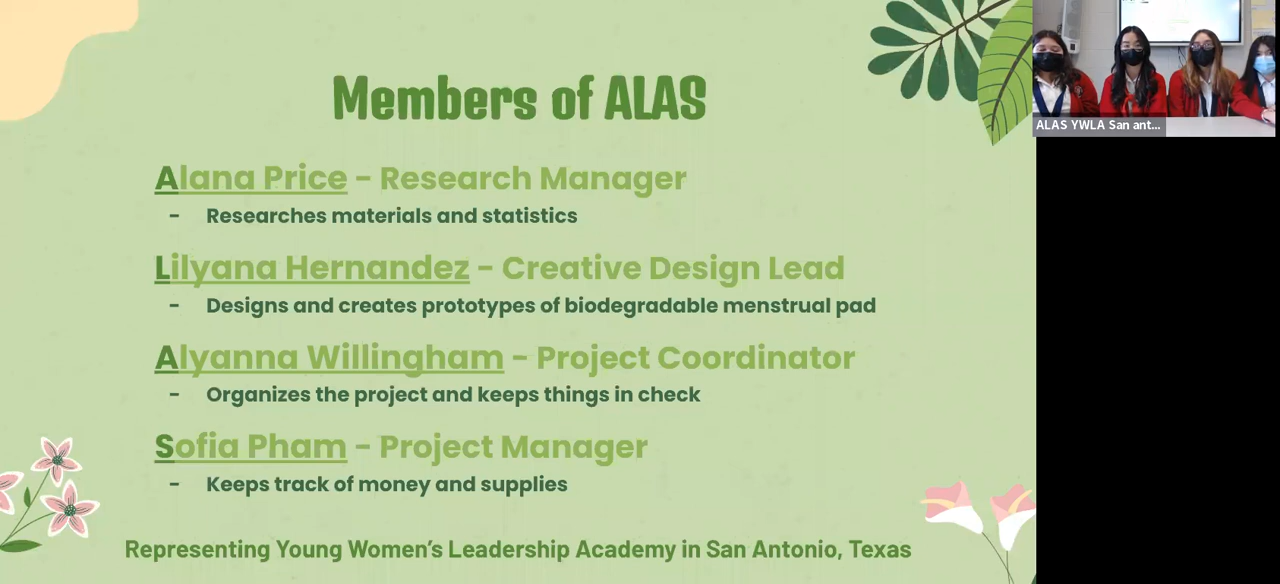 Members of ALAS
Alana Price - Research Manager
- Researches materials and statistics
Lilyana Hernandez - Creative Design Lead
- Designs and creates prototypes of biodegradable menstrual pad
Alyanna Willingham - Project Coordinator
- Organizes the project and keeps things in check
Sofia Pham - Project Manager
- Keeps track of money and supplies
Representing Young Women's Leadership Academy in San Antonio, Texas
ALAS YWLA San ant...